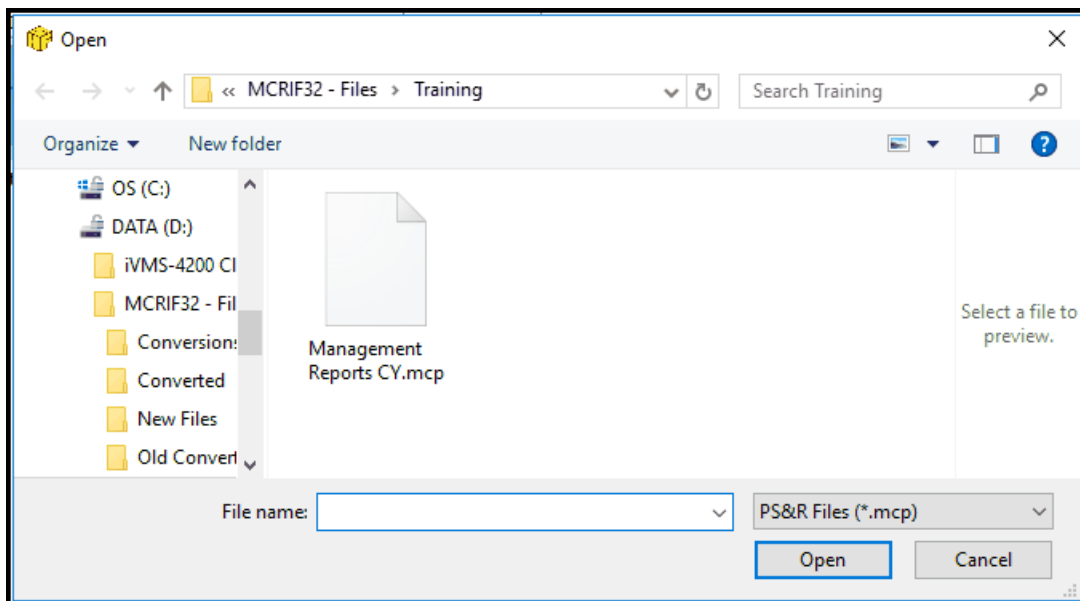 Open
« MCRIF32 - Files › Training
Search Training
Organize
New folder
?
OS (C:)
DATA (D:)
iVMS-4200 Cl
MCRIF32 - Fil
Conversion
Converted
New Files
Old Convert
Management
Reports CY.mcp
Select a file to
preview.
File name:
PS&R Files (*.mcp)
Open
Cancel